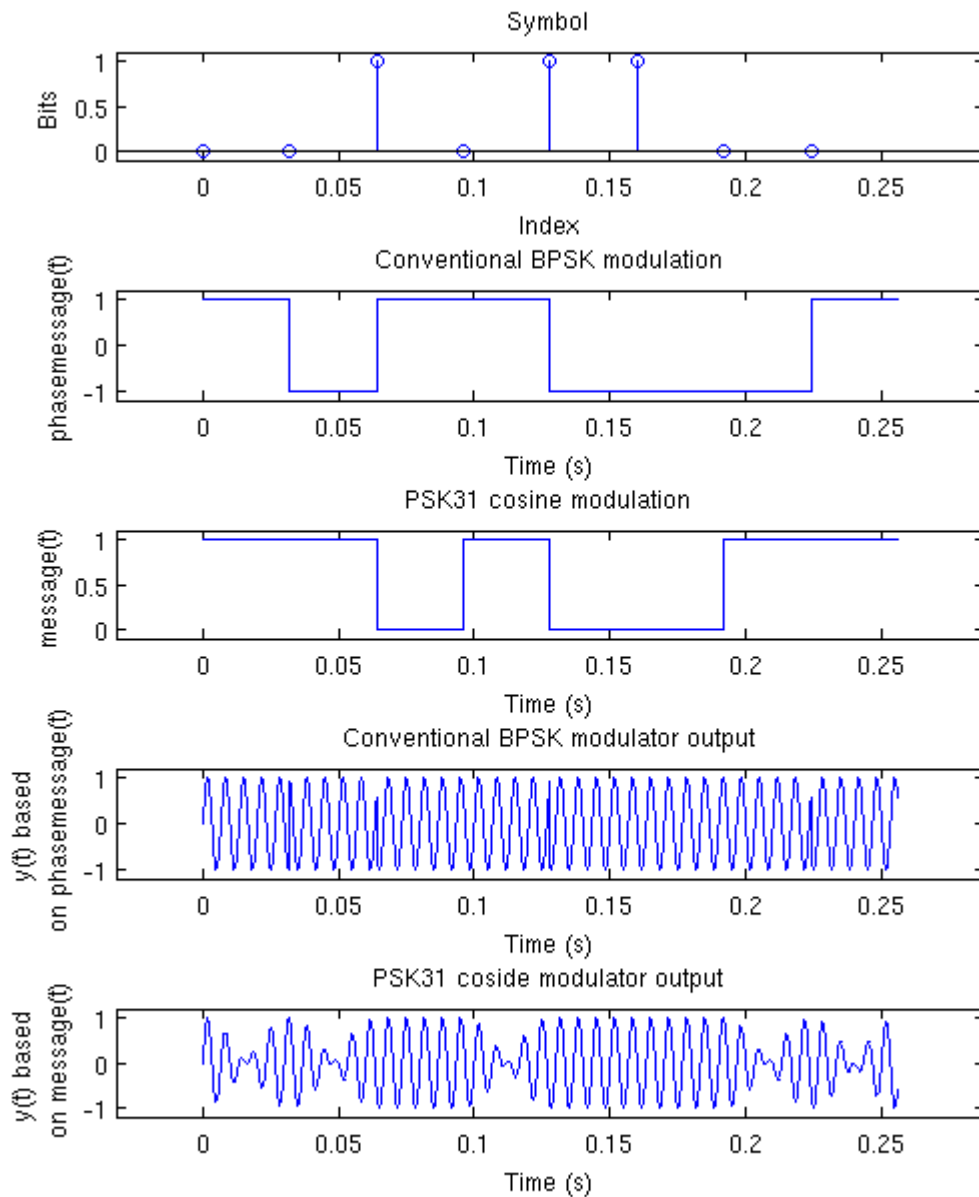 Symbol
1
0.5
0
Bits
0 0.05 0.1 0.15 0.2 0.25
Index
Conventional BPSK modulation
1
0
-1
phasemessage(t)
0 0.05 0.1 0.15 0.2 0.25
Time (s)
PSK31 cosine modulation
1
0.5
0
message(t)
0 0.05 0.1 0.15 0.2 0.25
Time (s)
Conventional BPSK modulator output
1
0
-1
y(t) based
on phasemessage(t)
0 0.05 0.1 0.15 0.2 0.25
Time (s)
PSK31 coside modulator output
1
0
-1
y(t) based
on message(t)
0 0.05 0.1 0.15 0.2 0.25
Time (s)